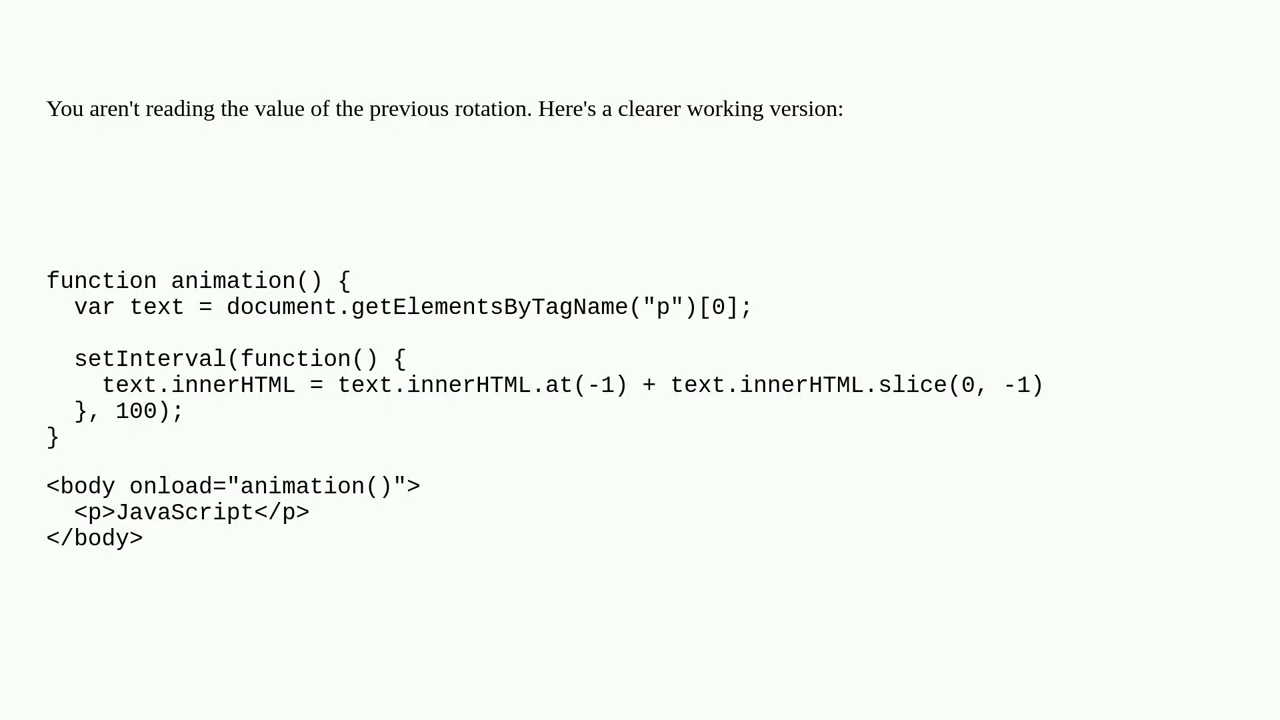 You aren't reading the value of the previous rotation. Here's a clearer working version:
function animation() {
  var text = document.getElementsByTagName("p")[0];
  setInterval(function() {
    text.innerHTML = text.innerHTML.at(-1) + text.innerHTML.slice(0, -1)
  }, 100);
}
<body onload="animation()">
  <p>JavaScript</p>
</body>